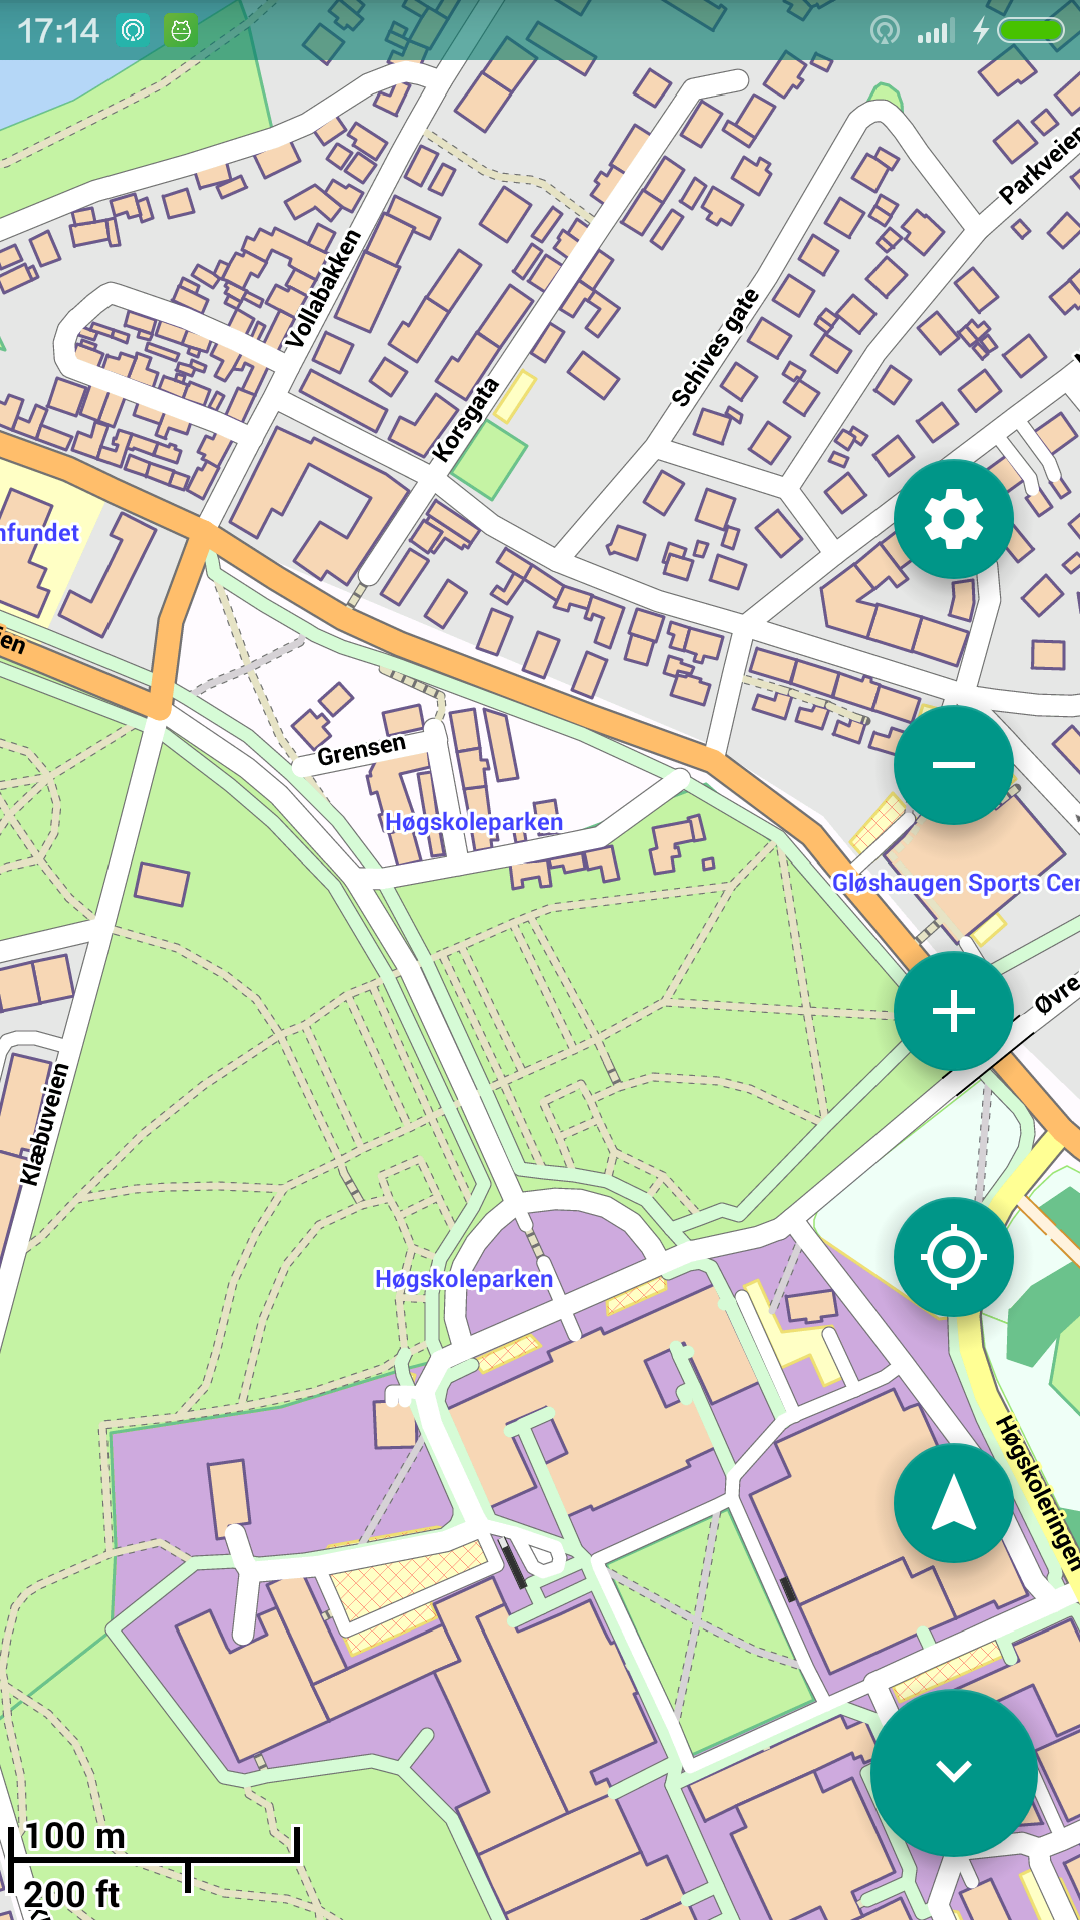 17:14
Parkveien
Vollabakken
Schives gate
Korsgata
nfundet
ien
Grensen
Høgskoleparken
Gløshaugen Sports Cen
Øvre
Klæbuveien
Høgskoleparken
Høgskoleringen
100 m
200 ft